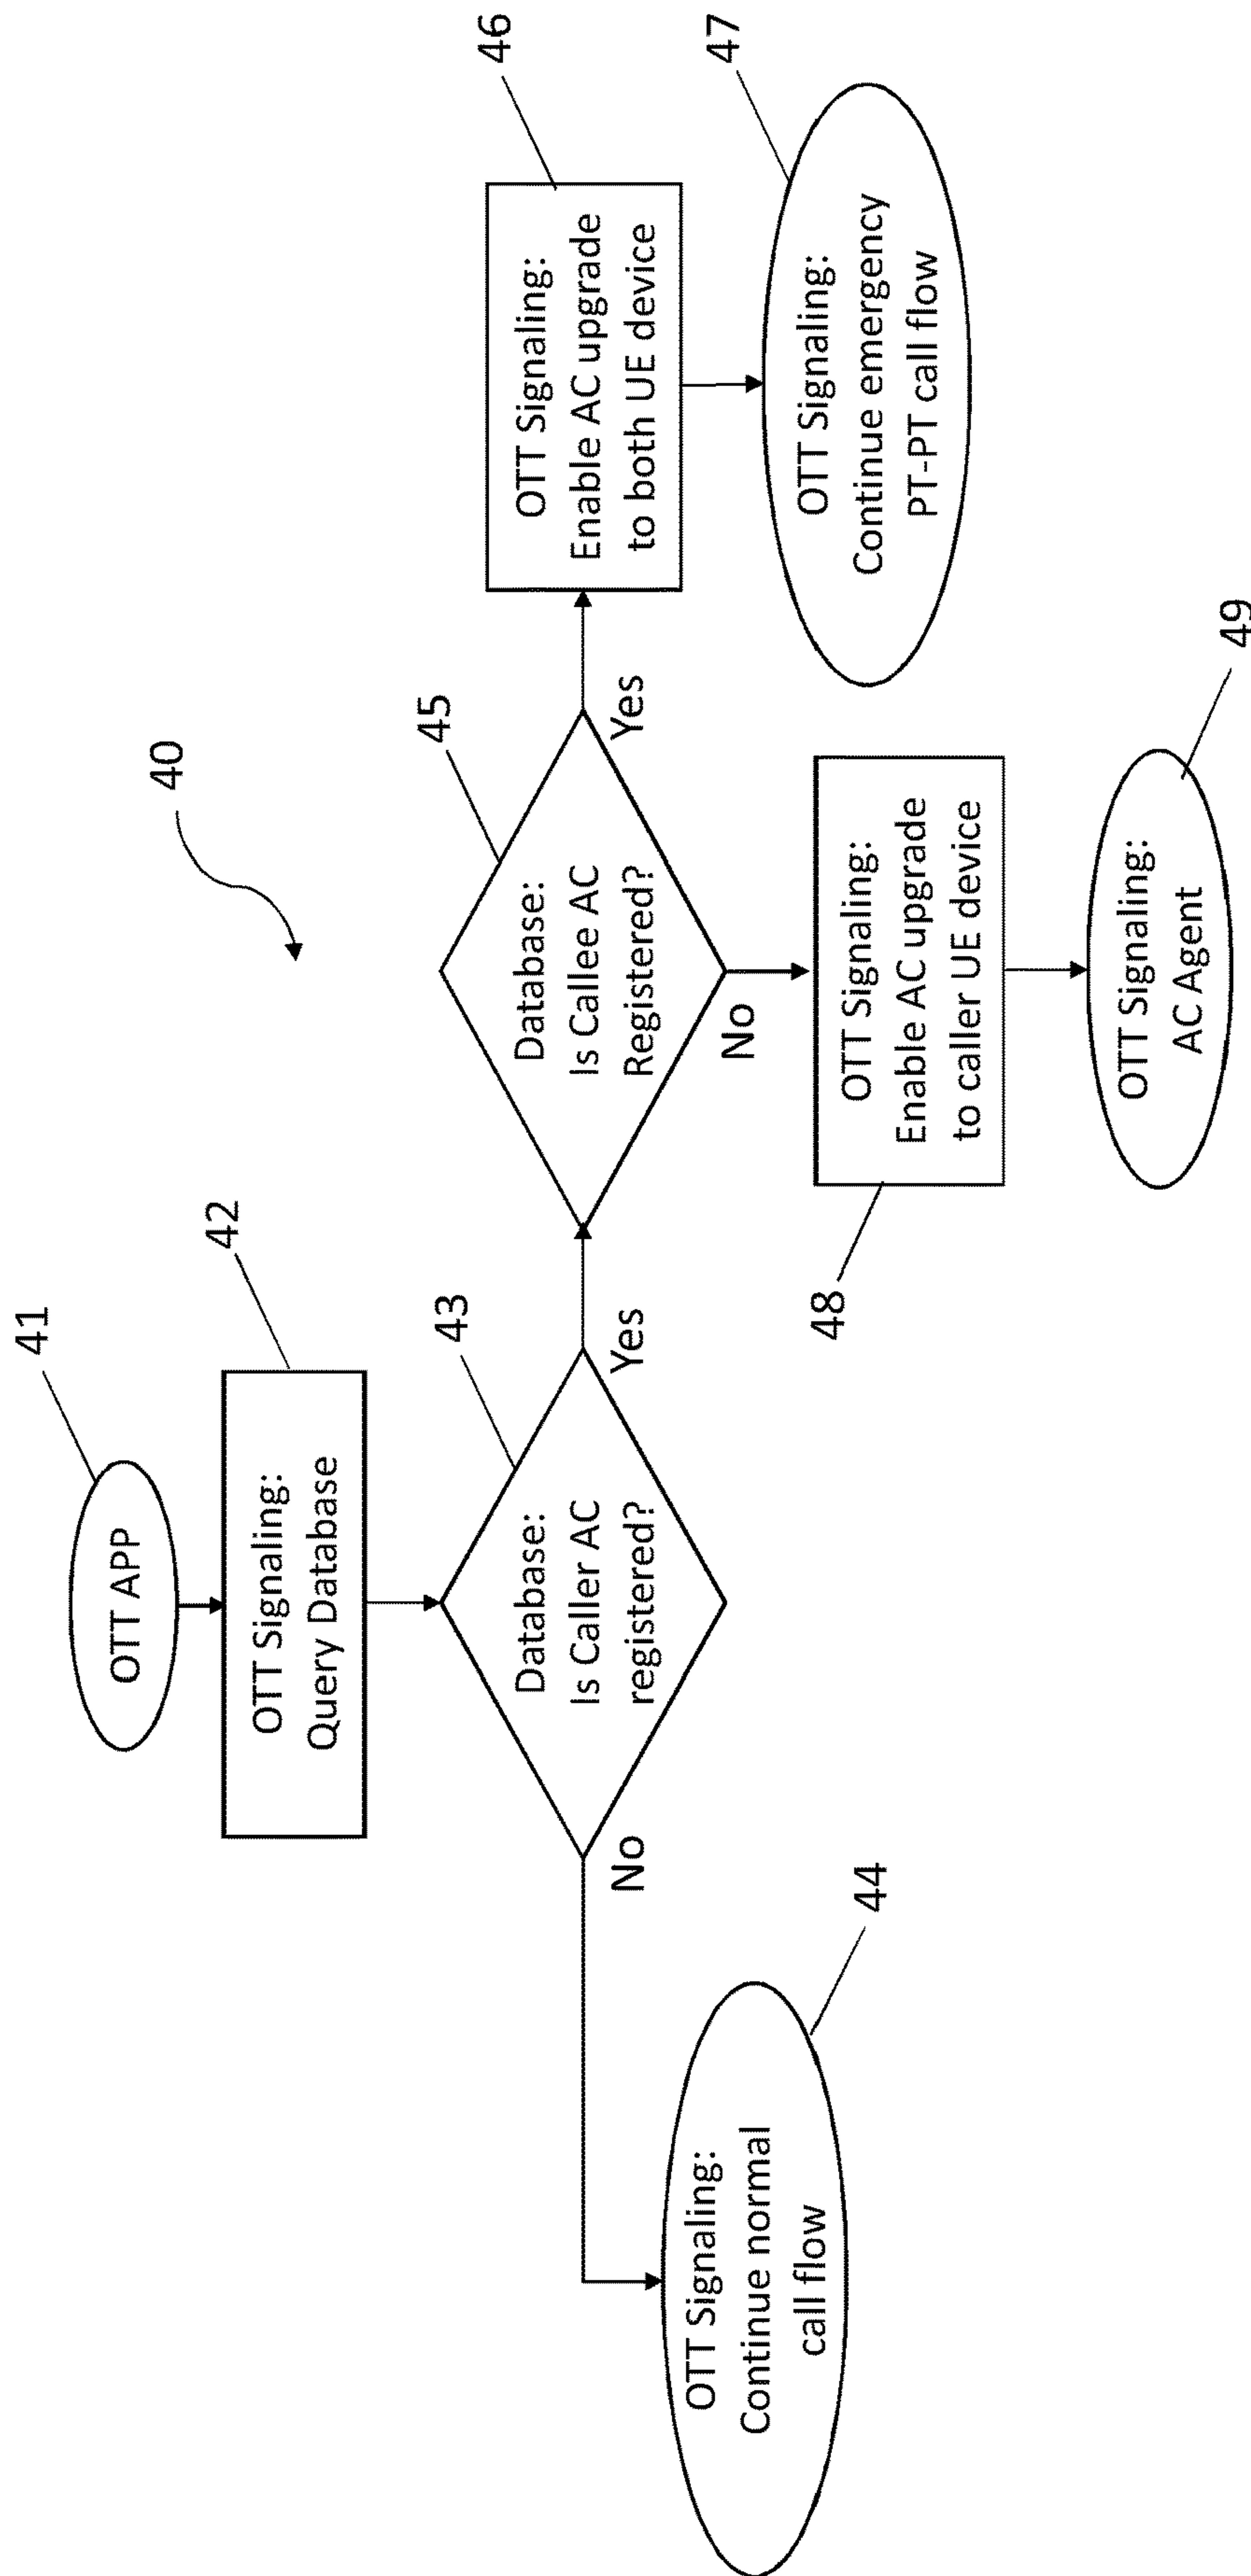 40
41
OTT APP
42
OTT Signaling:
Query Database
43
Database:
Is Caller AC
registered?
No
Yes
44
OTT Signaling:
Continue normal
call flow
45
Database:
Is Callee AC
Registered?
Yes
No
46
OTT Signaling:
Enable AC upgrade
to both UE device
47
OTT Signaling:
Continue emergency
PT-PT call flow
48
OTT Signaling:
Enable AC upgrade
to caller UE device
49
OTT Signaling:
AC Agent